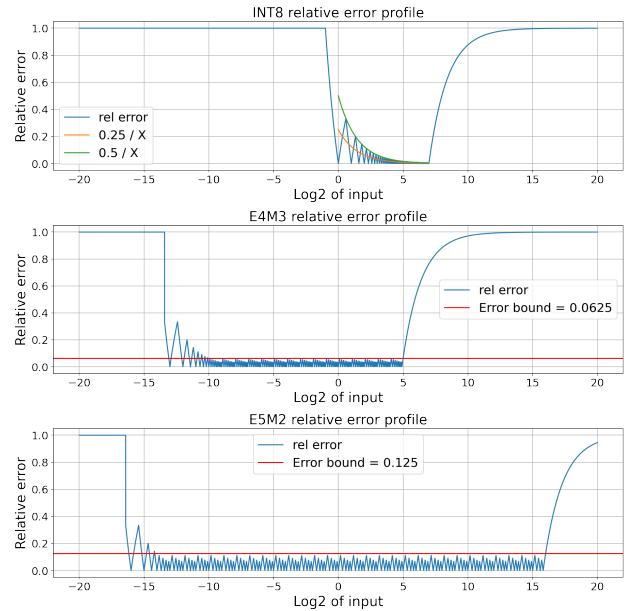 INT8 relative error profile
1.0
0.8
0.6
0.4
0.2
0.0
Relative error
rel error
0.25 / X
0.5 / X
−20 −15 −10 −5 0 5 10 15 20
Log2 of input
E4M3 relative error profile
1.0
0.8
0.6
0.4
0.2
0.0
Relative error
rel error
Error bound = 0.0625
−20 −15 −10 −5 0 5 10 15 20
Log2 of input
E5M2 relative error profile
1.0
0.8
0.6
0.4
0.2
0.0
Relative error
rel error
Error bound = 0.125
−20 −15 −10 −5 0 5 10 15 20
Log2 of input